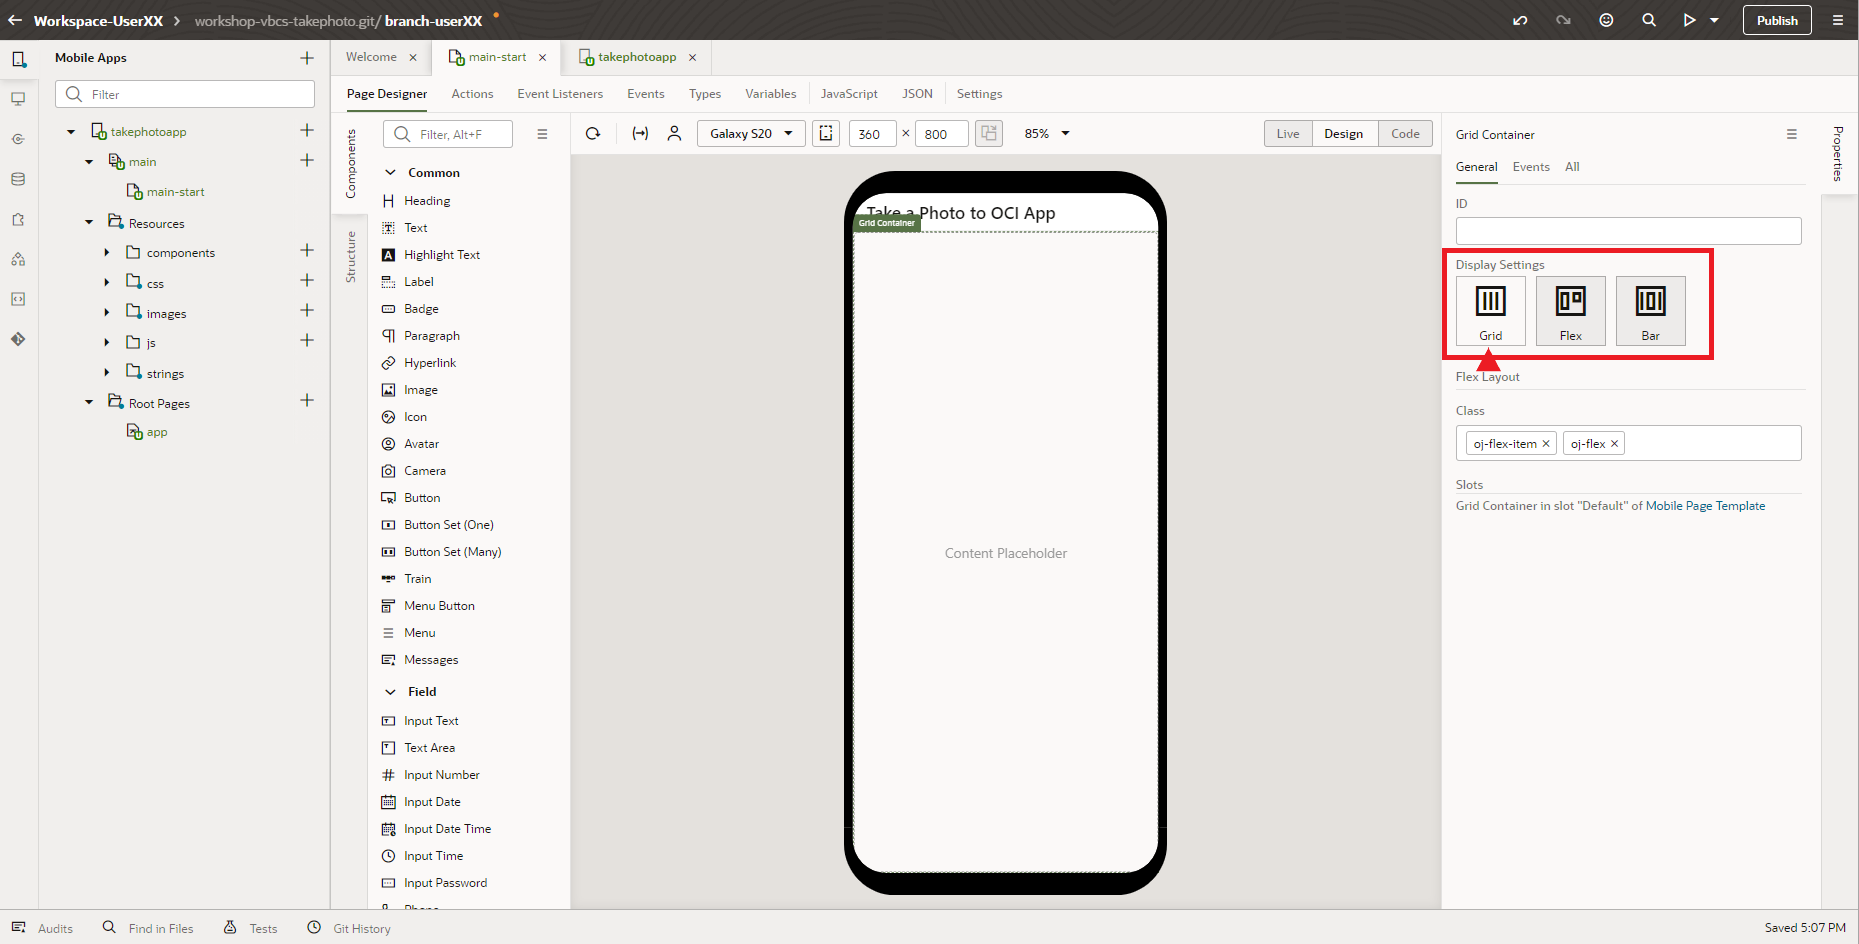 Workspace-UserXX > workshop-vbcs-takephoto.git/ branch-userXX
Publish
Mobile Apps
Filter
takephotoapp
main
main-start
Resources
components
css
images
js
strings
Root Pages
app
Welcome
main-start
takephotoapp
Page Designer
Actions
Event Listeners
Events
Types
Variables
JavaScript
JSON
Settings
Components
Structure
Filter, Alt+F
Common
Heading
Text
Highlight Text
Label
Badge
Paragraph
Hyperlink
Image
Icon
Avatar
Camera
Button
Button Set (One)
Button Set (Many)
Train
Menu Button
Menu
Messages
Field
Input Text
Text Area
Input Number
Input Date
Input Date Time
Input Time
Input Password
Galaxy S20
360 × 800
85%
Live
Design
Code
Take a Photo to OCI App
Grid Container
Content Placeholder
Grid Container
General
Events
All
ID
Display Settings
Grid
Flex
Bar
Flex Layout
Class
oj-flex-item
oj-flex
Slots
Grid Container in slot "Default" of Mobile Page Template
Properties
Audits
Find in Files
Tests
Git History
Saved 5:07 PM